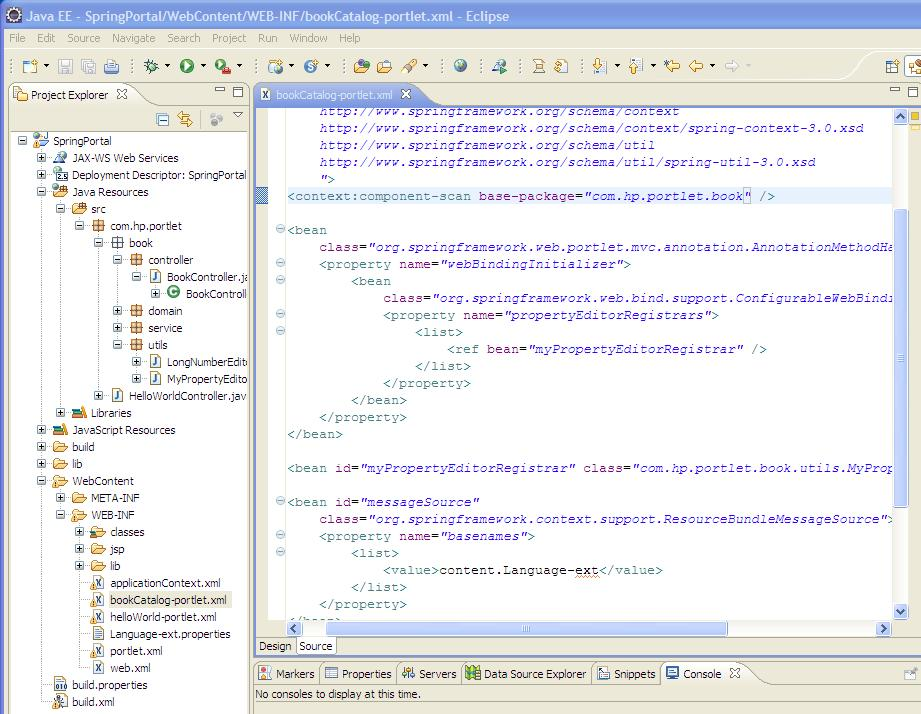 Java EE - SpringPortal/WebContent/WEB-INF/bookCatalog-portlet.xml - Eclipse
File Edit Source Navigate Search Project Run Window Help
Project Explorer
SpringPortal
JAX-WS Web Services
Deployment Descriptor: SpringPortal
Java Resources
src
com.hp.portlet
book
controller
BookController.ja
BookControll
domain
service
utils
LongNumberEdit
MyPropertyEdito
HelloWorldController.jav
Libraries
JavaScript Resources
build
lib
WebContent
META-INF
WEB-INF
classes
jsp
lib
applicationContext.xml
bookCatalog-portlet.xml
helloWorld-portlet.xml
Language-ext.properties
portlet.xml
web.xml
build.properties
build.xml
bookCatalog-portlet.xml
http://www.springframework.org/schema/context
http://www.springframework.org/schema/context/spring-context-3.0.xsd
http://www.springframework.org/schema/util
http://www.springframework.org/schema/util/spring-util-3.0.xsd
">
<context:component-scan base-package="com.hp.portlet.book" />
<bean
class="org.springframework.web.portlet.mvc.annotation.AnnotationMethodHa
<property name="webBindingInitializer">
<bean
class="org.springframework.web.bind.support.ConfigurableWebBindi
<property name="propertyEditorRegistrars">
<list>
<ref bean="myPropertyEditorRegistrar" />
</list>
</property>
</bean>
</property>
</bean>
<bean id="myPropertyEditorRegistrar" class="com.hp.portlet.book.utils.MyProp
<bean id="messageSource"
class="org.springframework.context.support.ResourceBundleMessageSource">
<property name="basenames">
<list>
<value>content.Language-ext</value>
</list>
</property>
</bean>
Design Source
Markers Properties Servers Data Source Explorer Snippets Console
No consoles to display at this time.